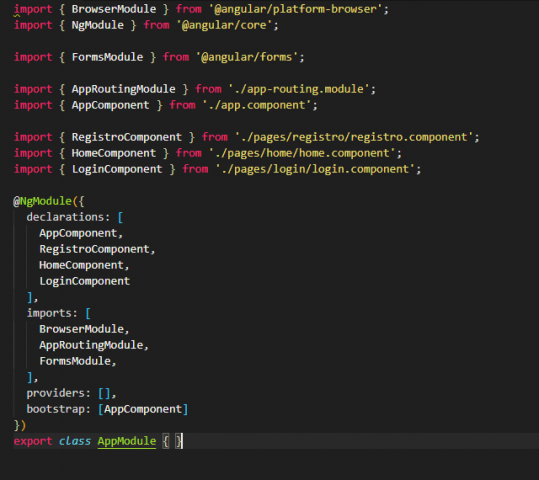 import { BrowserModule } from '@angular/platform-browser';
import { NgModule } from '@angular/core';
import { FormsModule } from '@angular/forms';
import { AppRoutingModule } from './app-routing.module';
import { AppComponent } from './app.component';
import { RegistroComponent } from './pages/registro/registro.component';
import { HomeComponent } from './pages/home/home.component';
import { LoginComponent } from './pages/login/login.component';
@NgModule({
  declarations: [
    AppComponent,
    RegistroComponent,
    HomeComponent,
    LoginComponent
  ],
  imports: [
    BrowserModule,
    AppRoutingModule,
    FormsModule,
  ],
  providers: [],
  bootstrap: [AppComponent]
})
export class AppModule { }